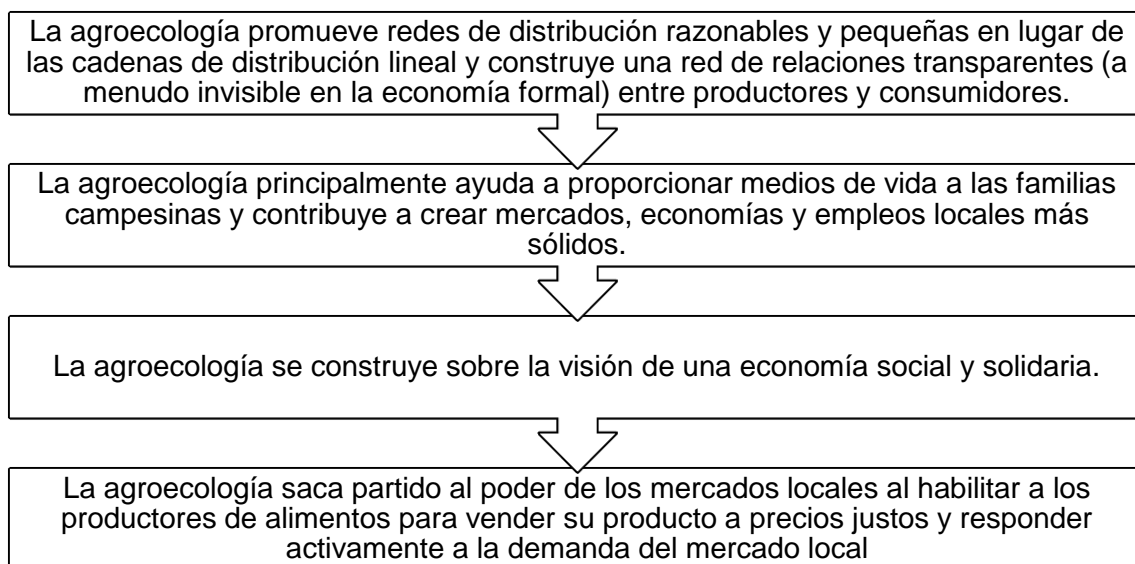 La agroecología promueve redes de distribución razonables y pequeñas en lugar de
las cadenas de distribución lineal y construye una red de relaciones transparentes (a
menudo invisible en la economía formal) entre productores y consumidores.
La agroecología principalmente ayuda a proporcionar medios de vida a las familias
campesinas y contribuye a crear mercados, economías y empleos locales más
sólidos.
La agroecología se construye sobre la visión de una economía social y solidaria.
La agroecología saca partido al poder de los mercados locales al habilitar a los
productores de alimentos para vender su producto a precios justos y responder
activamente a la demanda del mercado local